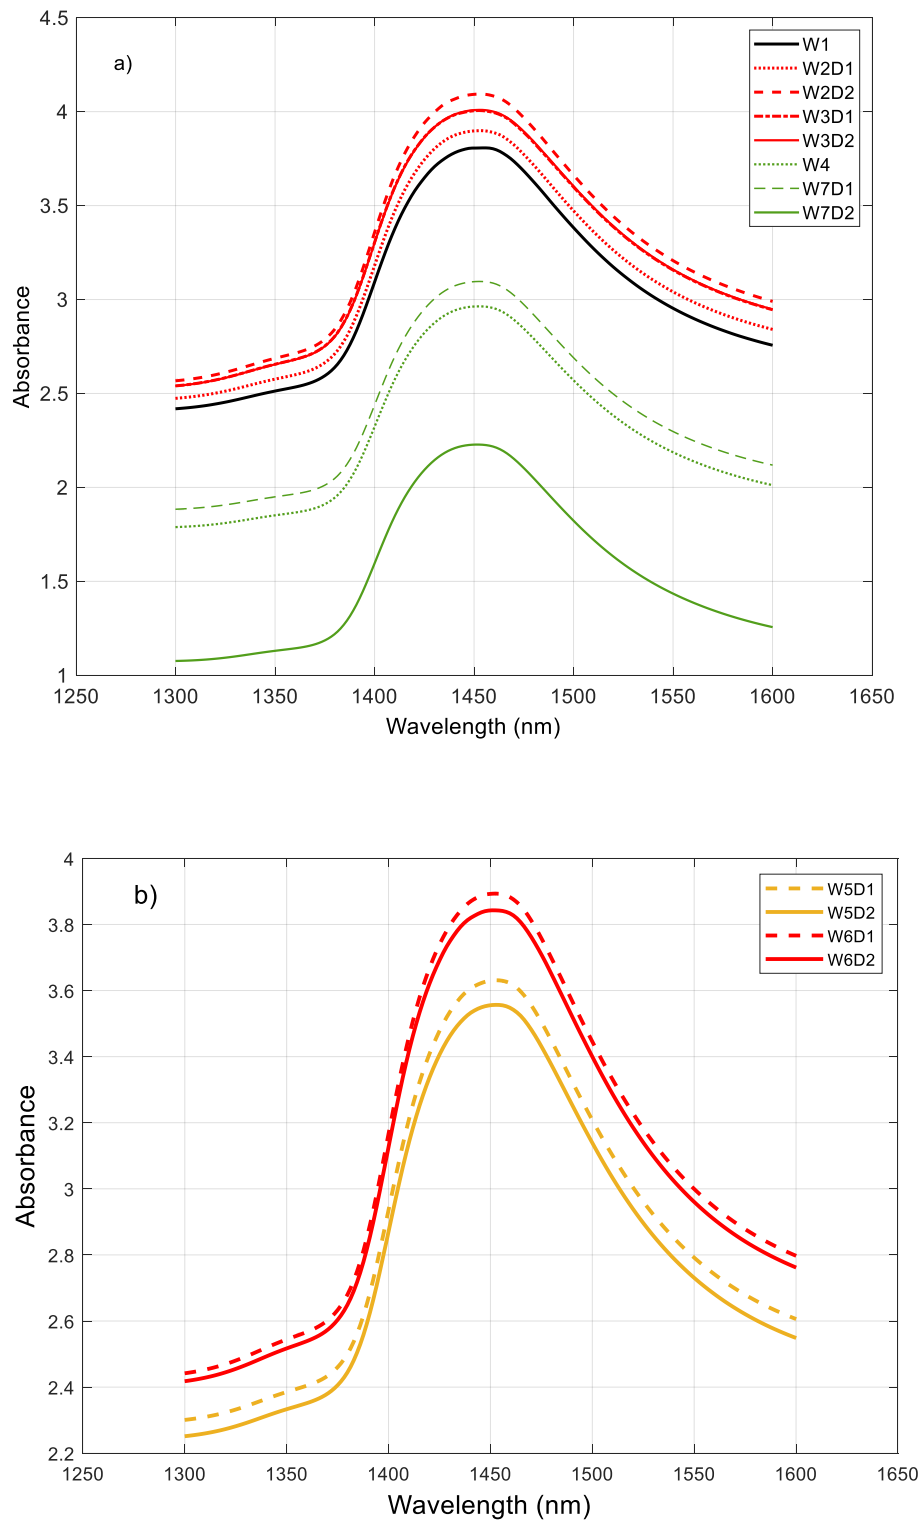 4.5
a)
W1
W2D1
W2D2
W3D1
W3D2
W4
W7D1
W7D2
4
3.5
3
2.5
2
1.5
1
Absorbance
1250 1300 1350 1400 1450 1500 1550 1600 1650
Wavelength (nm)
4
b)
W5D1
W5D2
W6D1
W6D2
3.8
3.6
3.4
3.2
3
2.8
2.6
2.4
2.2
Absorbance
1250 1300 1350 1400 1450 1500 1550 1600 1650
Wavelength (nm)